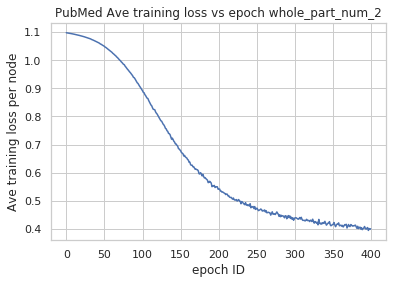 PubMed Ave training loss vs epoch whole_part_num_2
1.1
1.0
0.9
0.8
0.7
0.6
0.5
0.4
Ave training loss per node
0 50 100 150 200 250 300 350 400
epoch ID